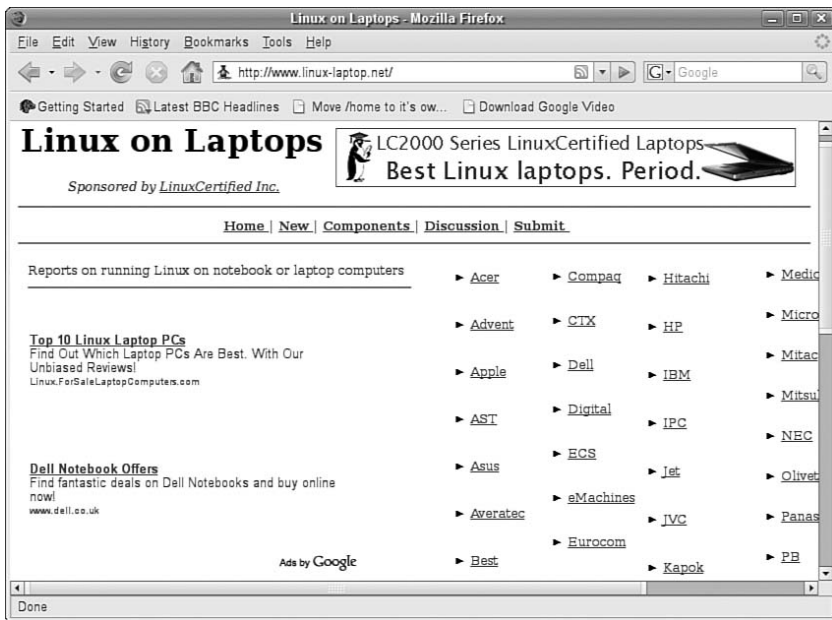 Linux on Laptops - Mozilla Firefox
File Edit View History Bookmarks Tools Help
http://www.linux-laptop.net/
G Google
Getting Started Latest BBC Headlines Move /home to it's ow... Download Google Video
Linux on Laptops
Sponsored by LinuxCertified Inc.
LC2000 Series LinuxCertified Laptops
Best Linux laptops. Period.
Home | New | Components | Discussion | Submit
Reports on running Linux on notebook or laptop computers
Top 10 Linux Laptop PCs
Find Out Which Laptop PCs Are Best. With Our
Unbiased Reviews!
Linux.ForSaleLaptopComputers.com
Dell Notebook Offers
Find fantastic deals on Dell Notebooks and buy online
now!
www.dell.co.uk
Ads by Google
Acer
Advent
Apple
AST
Asus
Averatec
Best
Compaq
CTX
Dell
Digital
ECS
eMachines
Eurocom
Hitachi
HP
IBM
IPC
Jet
JVC
Kapok
Medio
Micro
Mitac
Mitsu
NEC
Olivet
Panas
PB
Done